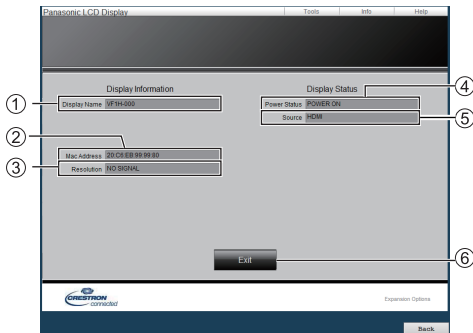 Panasonic LCD Display Tools Info Help
Display Information Display Status
① Display Name VF1H-000 Power Status POWER ON ④
Source HDMI ⑤
② Mac Address 20:C6:EB:99:99:80
③ Resolution NO SIGNAL
Exit ⑥
CRESTRON connected Expansion Options
Back